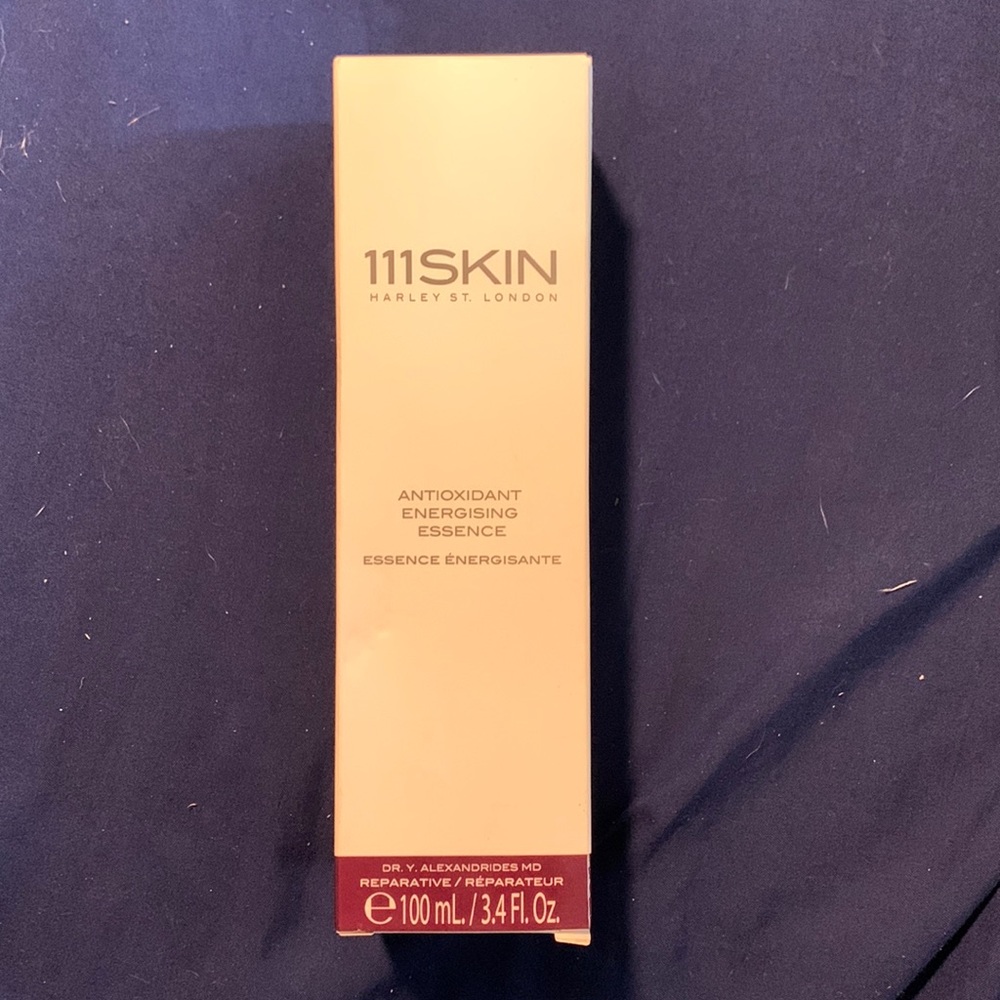 111SKIN
HARLEY ST. LONDON
ANTIOXIDANT
ENERGISING
ESSENCE
ESSENCE ÉNERGISANTE
DR. Y. ALEXANDRIDES MD
REPARATIVE / RÉPARATEUR
℮ 100 mL. / 3.4 Fl. Oz.